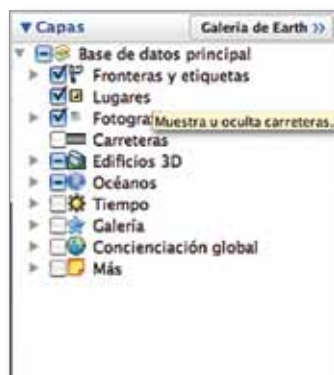 ▼ Capas Galería de Earth >>
Base de datos principal
Fronteras y etiquetas
Lugares
Fotogra
Muestra u oculta carreteras.
Carreteras
Edificios 3D
Océanos
Tiempo
Galería
Concienciación global
Más